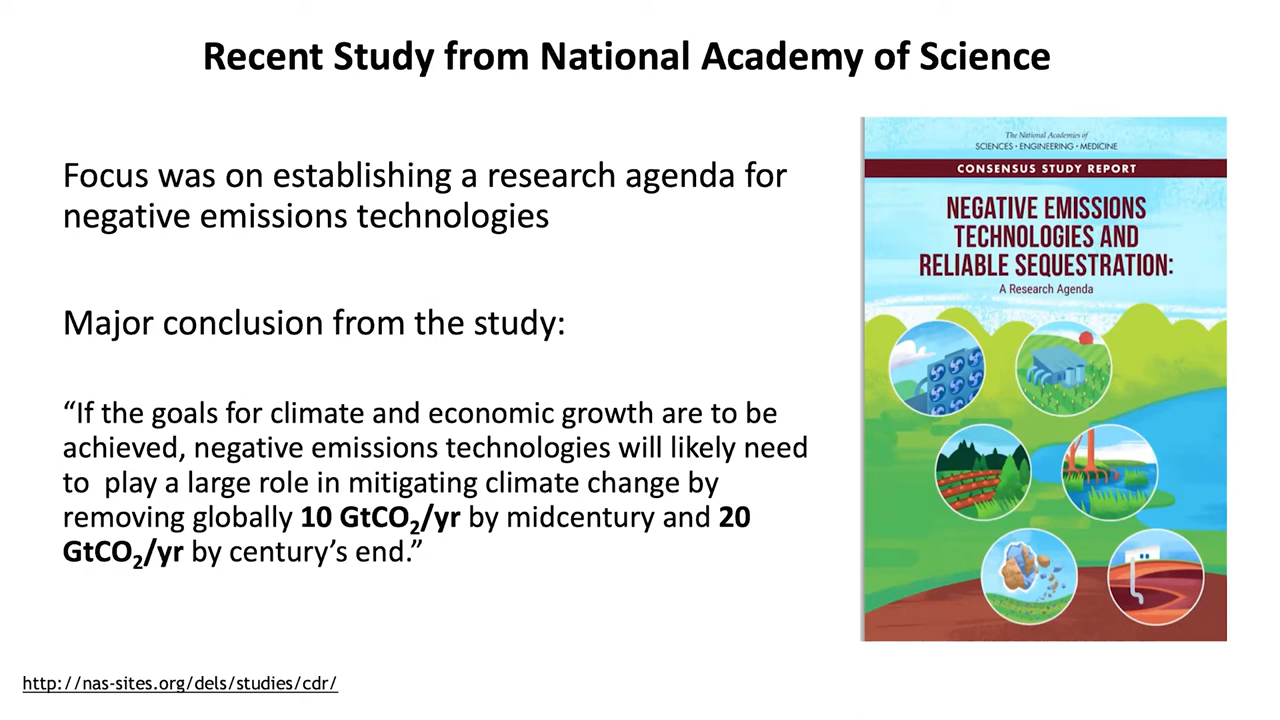 Recent Study from National Academy of Science
Focus was on establishing a research agenda for
negative emissions technologies
Major conclusion from the study:
“If the goals for climate and economic growth are to be
achieved, negative emissions technologies will likely need
to  play a large role in mitigating climate change by
removing globally 10 GtCO₂/yr by midcentury and 20
GtCO₂/yr by century’s end.”
The National Academies of
SCIENCES • ENGINEERING • MEDICINE
CONSENSUS STUDY REPORT
NEGATIVE EMISSIONS
TECHNOLOGIES AND
RELIABLE SEQUESTRATION:
A Research Agenda
http://nas-sites.org/dels/studies/cdr/